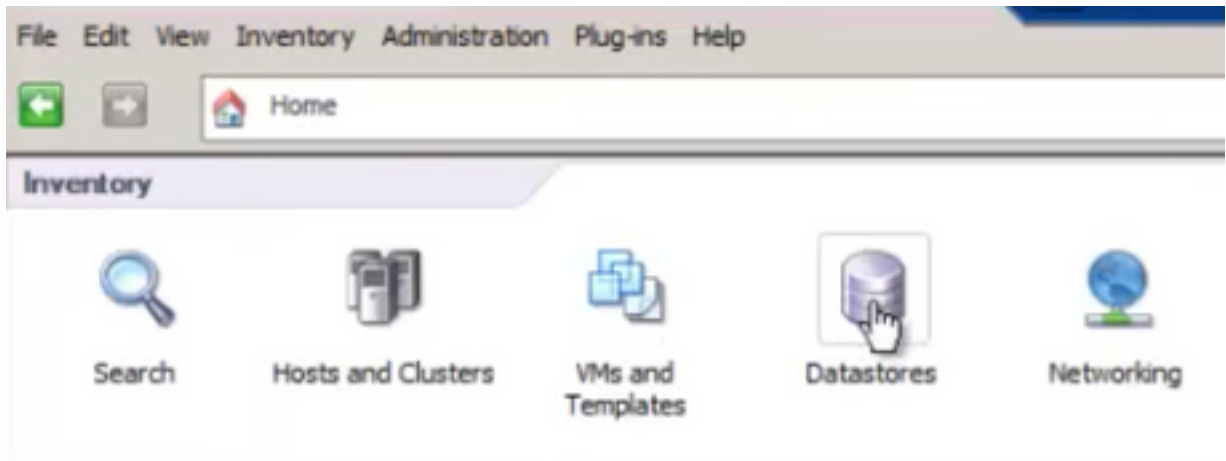 File Edit View Inventory Administration Plug-ins Help
Home
Inventory
Search
Hosts and Clusters
VMs and
Templates
Datastores
Networking